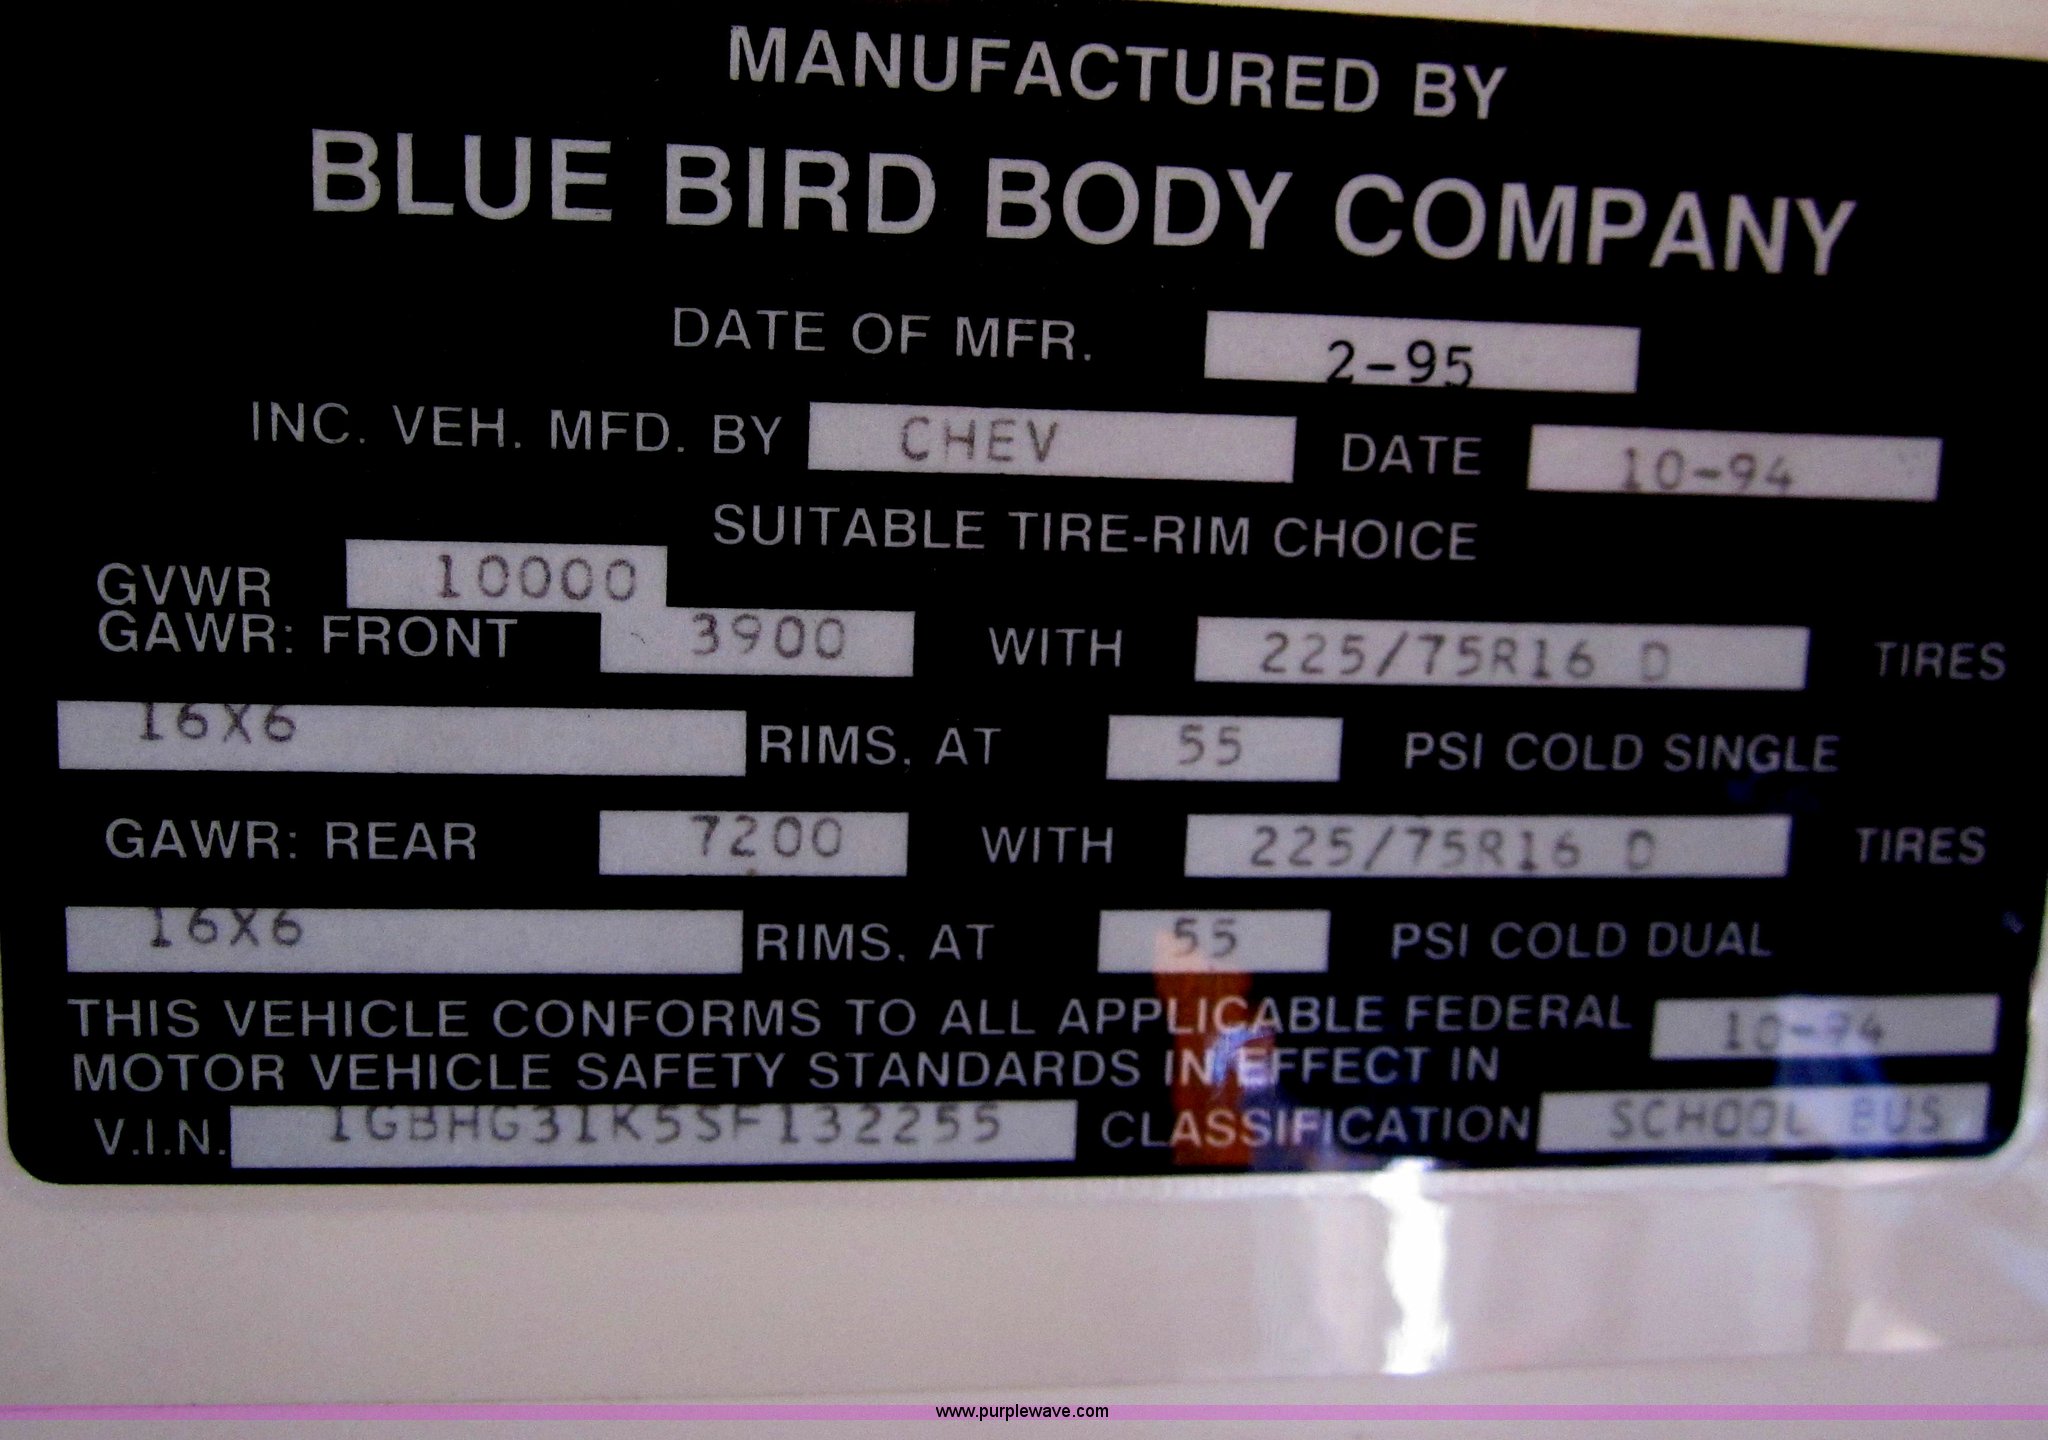 MANUFACTURED BY
BLUE BIRD BODY COMPANY
DATE OF MFR. 2-95
INC. VEH. MFD. BY CHEV DATE 10-94
SUITABLE TIRE-RIM CHOICE
GVWR 10000
GAWR: FRONT 3900 WITH 225/75R16 D TIRES
16X6 RIMS, AT 55 PSI COLD SINGLE
GAWR: REAR 7200 WITH 225/75R16 D TIRES
16X6 RIMS, AT 55 PSI COLD DUAL
THIS VEHICLE CONFORMS TO ALL APPLICABLE FEDERAL 10-94
MOTOR VEHICLE SAFETY STANDARDS IN EFFECT IN
V.I.N. 1GBHG31K5SF132255 CLASSIFICATION SCHOOL BUS
www.purplewave.com